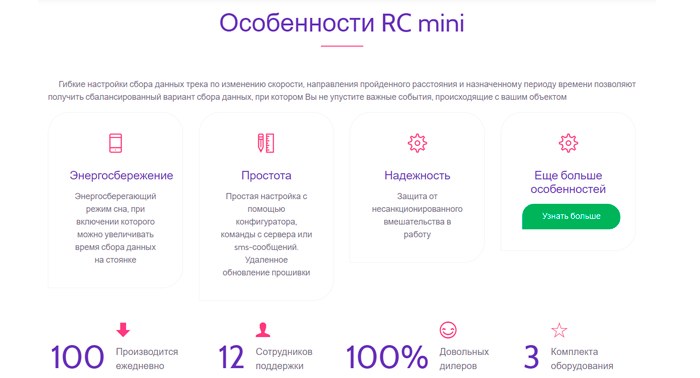 Особенности RC mini
Гибкие настройки сбора данных трека по изменению скорости, направления пройденного расстояния и назначенному периоду времени позволяют
получить сбалансированный вариант сбора данных, при котором Вы не упустите важные события, происходящие с вашим объектом
Энергосбережение
Энергосберегающий
режим сна, при
включении которого
можно увеличивать
время сбора данных
на стоянке
Простота
Простая настройка с
помощью
конфигуратора,
команды с сервера или
sms-сообщений.
Удаленное
обновление прошивки
Надежность
Защита от
несанкционированного
вмешательства в
работу
Еще больше
особенностей
Узнать больше
100
Производится
ежедневно
12
Сотрудников
поддержки
100%
Довольных
дилеров
3
Комплекта
оборудования